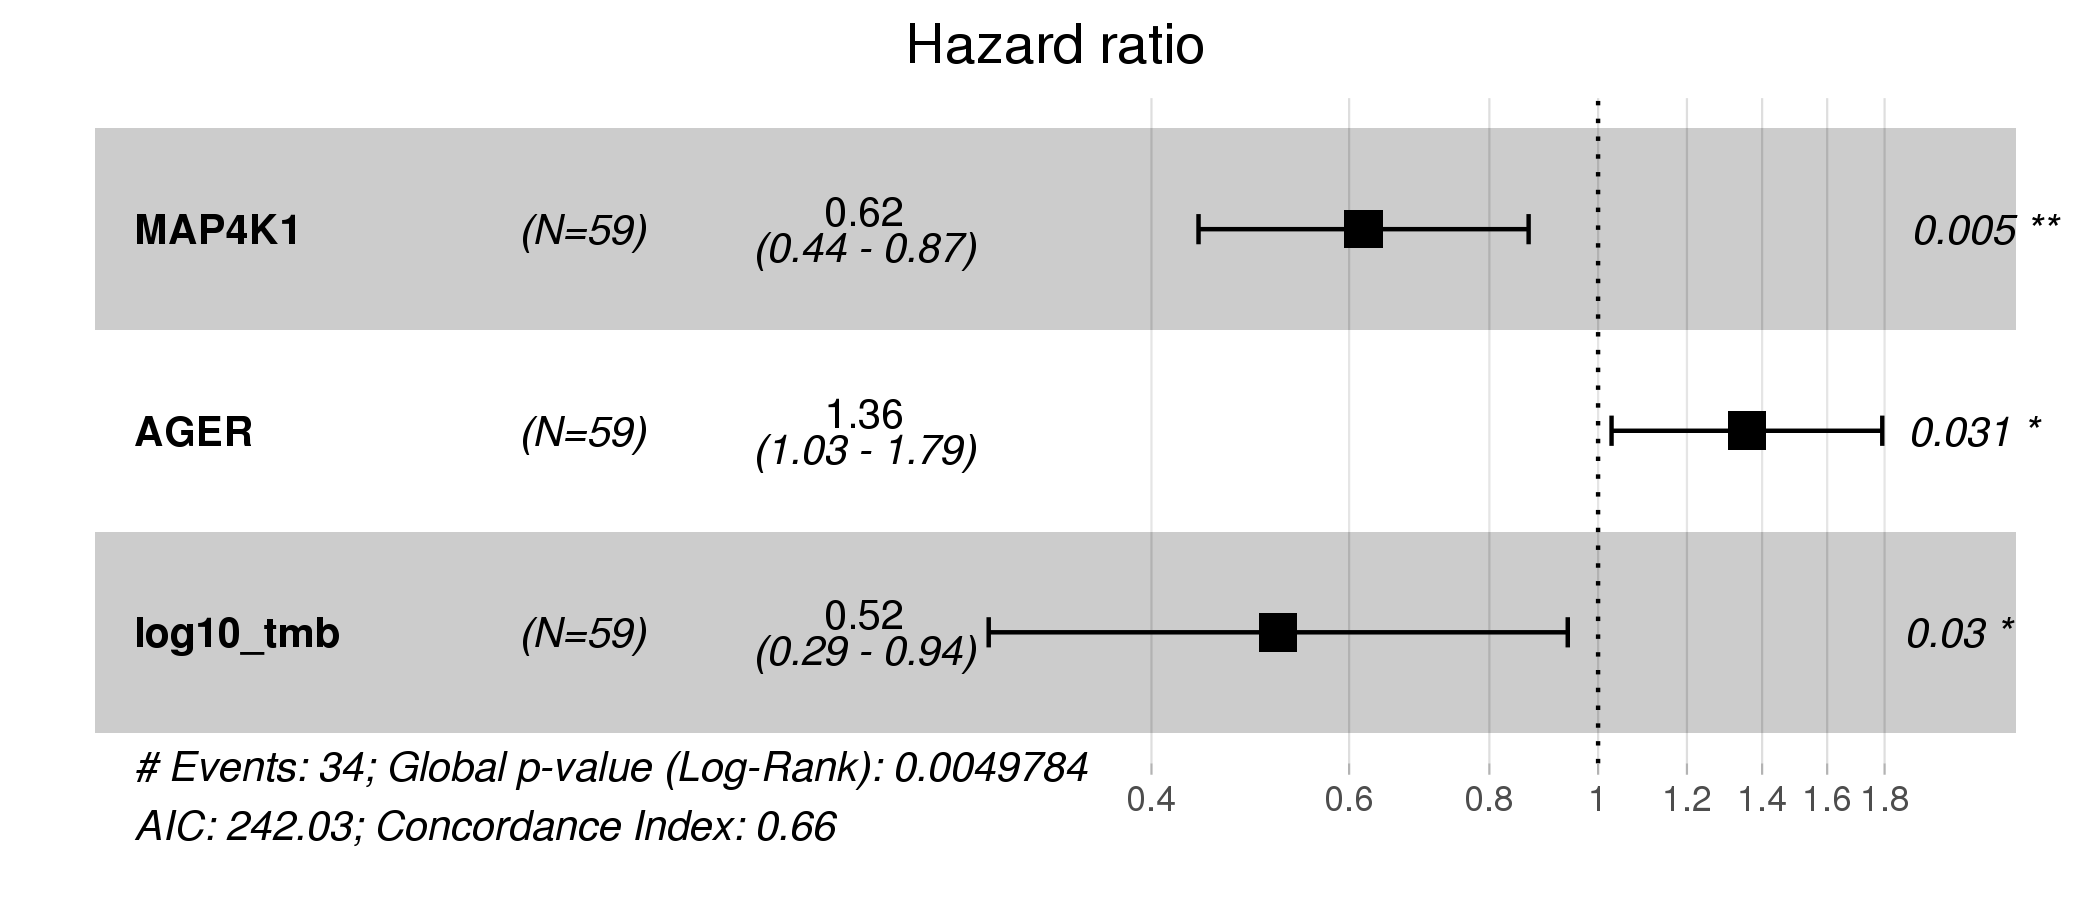 Hazard ratio
MAP4K1 (N=59) 0.62 (0.44 - 0.87) 0.005 **
AGER (N=59) 1.36 (1.03 - 1.79) 0.031 *
log10_tmb (N=59) 0.52 (0.29 - 0.94) 0.03 *
# Events: 34; Global p-value (Log-Rank): 0.0049784
AIC: 242.03; Concordance Index: 0.66
0.4 0.6 0.8 1 1.2 1.4 1.6 1.8